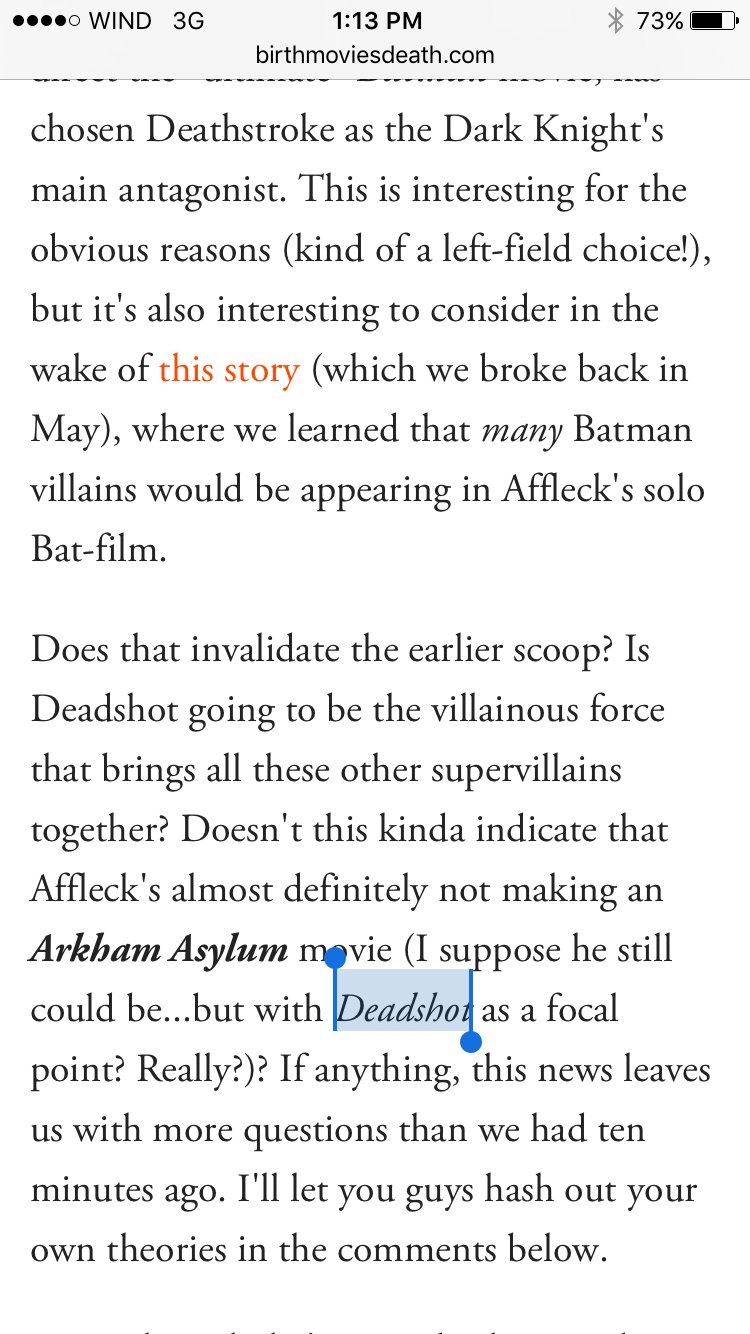 WIND 3G 1:13 PM 73%
birthmoviesdeath.com
direct the "ultimate" Batman movie, has
chosen Deathstroke as the Dark Knight's
main antagonist. This is interesting for the
obvious reasons (kind of a left-field choice!),
but it's also interesting to consider in the
wake of this story (which we broke back in
May), where we learned that many Batman
villains would be appearing in Affleck's solo
Bat-film.
Does that invalidate the earlier scoop? Is
Deadshot going to be the villainous force
that brings all these other supervillains
together? Doesn't this kinda indicate that
Affleck's almost definitely not making an
Arkham Asylum movie (I suppose he still
could be...but with Deadshot as a focal
point? Really?)? If anything, this news leaves
us with more questions than we had ten
minutes ago. I'll let you guys hash out your
own theories in the comments below.